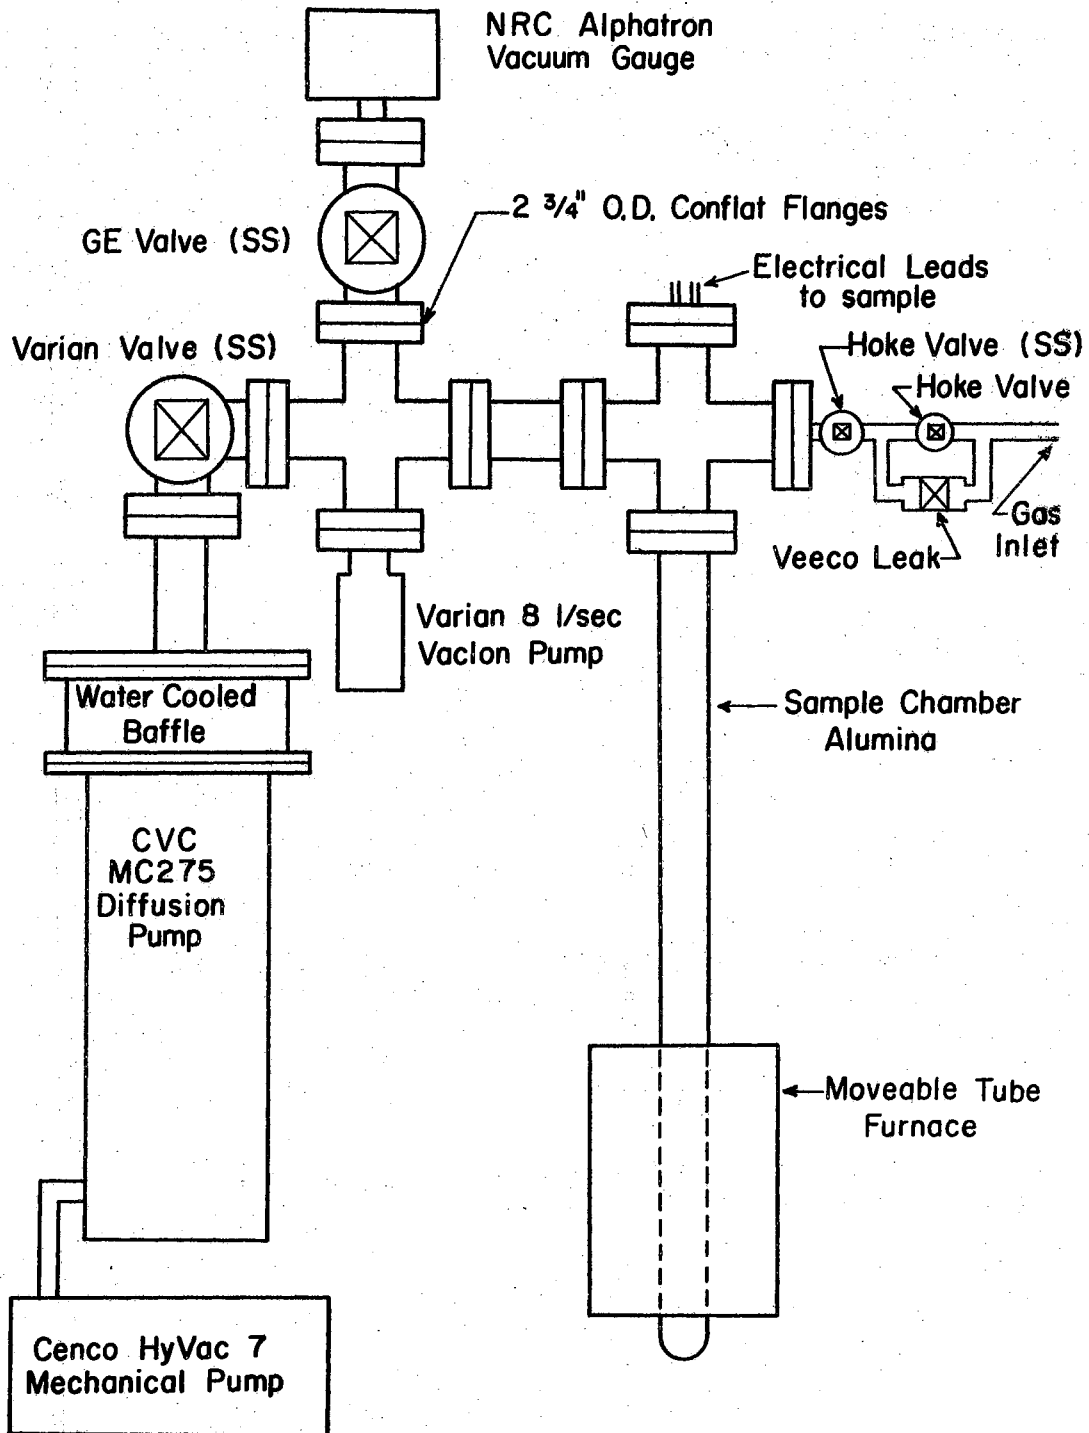 NRC Alphatron
Vacuum Gauge
2 3/4" O.D. Conflat Flanges
GE Valve (SS)
Electrical Leads
to sample
Varian Valve (SS)
Hoke Valve (SS)
Hoke Valve
Gas
Inlet
Veeco Leak
Varian 8 l/sec
VacIon Pump
Water Cooled
Baffle
Sample Chamber
Alumina
CVC
MC275
Diffusion
Pump
Moveable Tube
Furnace
Cenco HyVac 7
Mechanical Pump